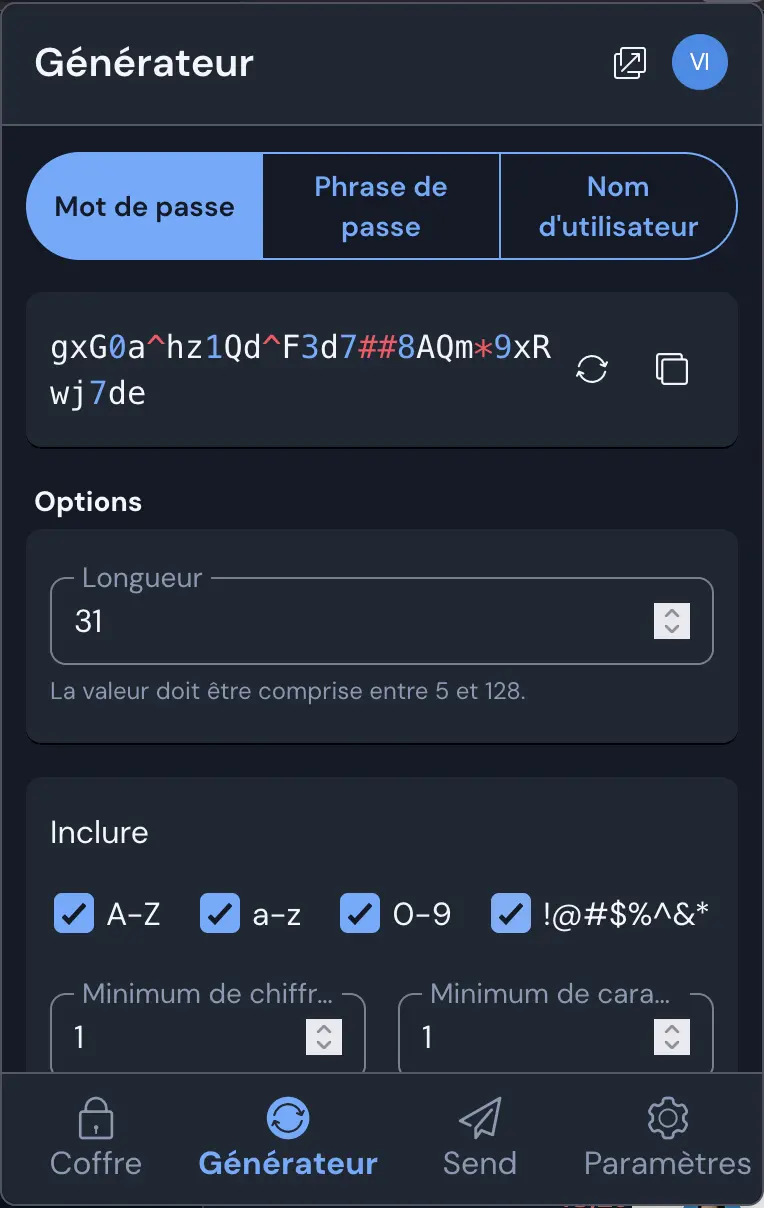 Générateur
VI
Mot de passe
Phrase de
passe
Nom
d'utilisateur
gxG0a^hz1Qd^F3d7##8AQm*9xR
wj7de
Options
Longueur
31
La valeur doit être comprise entre 5 et 128.
Inclure
A-Z a-z 0-9 !@#$%^&*
Minimum de chiffr... Minimum de cara...
1 1
Coffre Générateur Send Paramètres